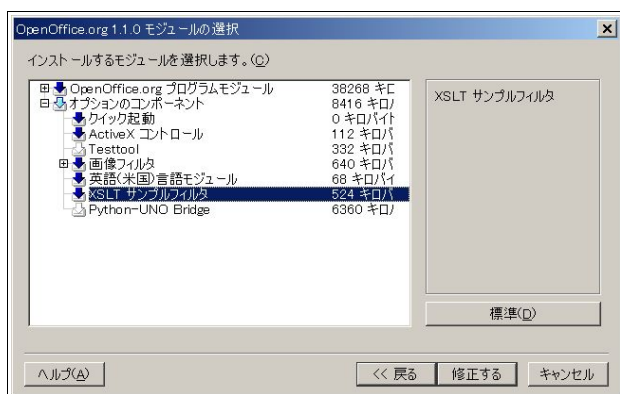 OpenOffice.org 1.1.0 モジュールの選択
インストールするモジュールを選択します。(C)
OpenOffice.org プログラムモジュール 38268 キロ
オプションのコンポーネント 8416 キロ
クイック起動 0 キロバイト
ActiveX コントロール 112 キロバ
Testtool 332 キロバ
画像フィルタ 640 キロバ
英語(米国)言語モジュール 68 キロバイ
XSLT サンプルフィルタ 524 キロバ
Python-UNO Bridge 6360 キロ
XSLT サンプルフィルタ
標準(D)
ヘルプ(A)
<< 戻る
修正する
キャンセル